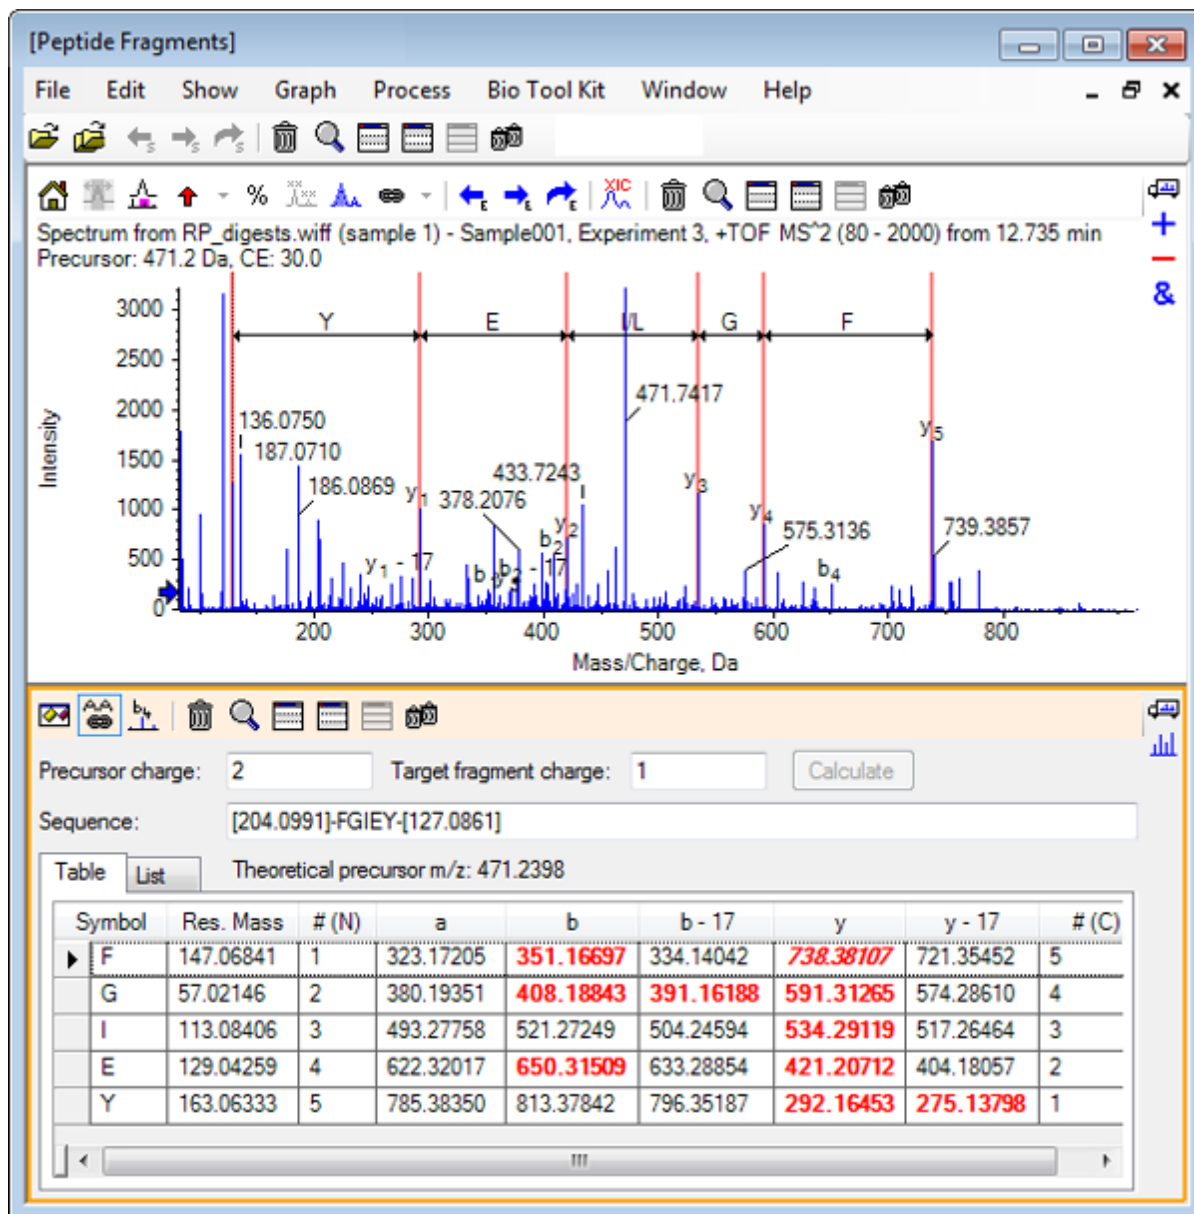 [Peptide Fragments]
File Edit Show Graph Process Bio Tool Kit Window Help
% XIC
Spectrum from RP_digests.wiff (sample 1) - Sample001, Experiment 3, +TOF MS^2 (80 - 2000) from 12.735 min
Precursor: 471.2 Da, CE: 30.0
&
3000 Y E I/L G F
2500
2000 136.0750 471.7417
1500 187.0710 433.7243 y5
1000 186.0869 y1 378.2076 y2 y3 y4 575.3136 739.3857
500 y1 - 17 b2 b2 - 17 b4
0
200 300 400 500 600 700 800
Intensity
Mass/Charge, Da
AA b4
Precursor charge: 2 Target fragment charge: 1 Calculate
Sequence: [204.0991]-FGIEY-[127.0861]
Table List Theoretical precursor m/z: 471.2398
Symbol Res. Mass # (N) a b b - 17 y y - 17 # (C)
F 147.06841 1 323.17205 351.16697 334.14042 738.38107 721.35452 5
G 57.02146 2 380.19351 408.18843 391.16188 591.31265 574.28610 4
I 113.08406 3 493.27758 521.27249 504.24594 534.29119 517.26464 3
E 129.04259 4 622.32017 650.31509 633.28854 421.20712 404.18057 2
Y 163.06333 5 785.38350 813.37842 796.35187 292.16453 275.13798 1